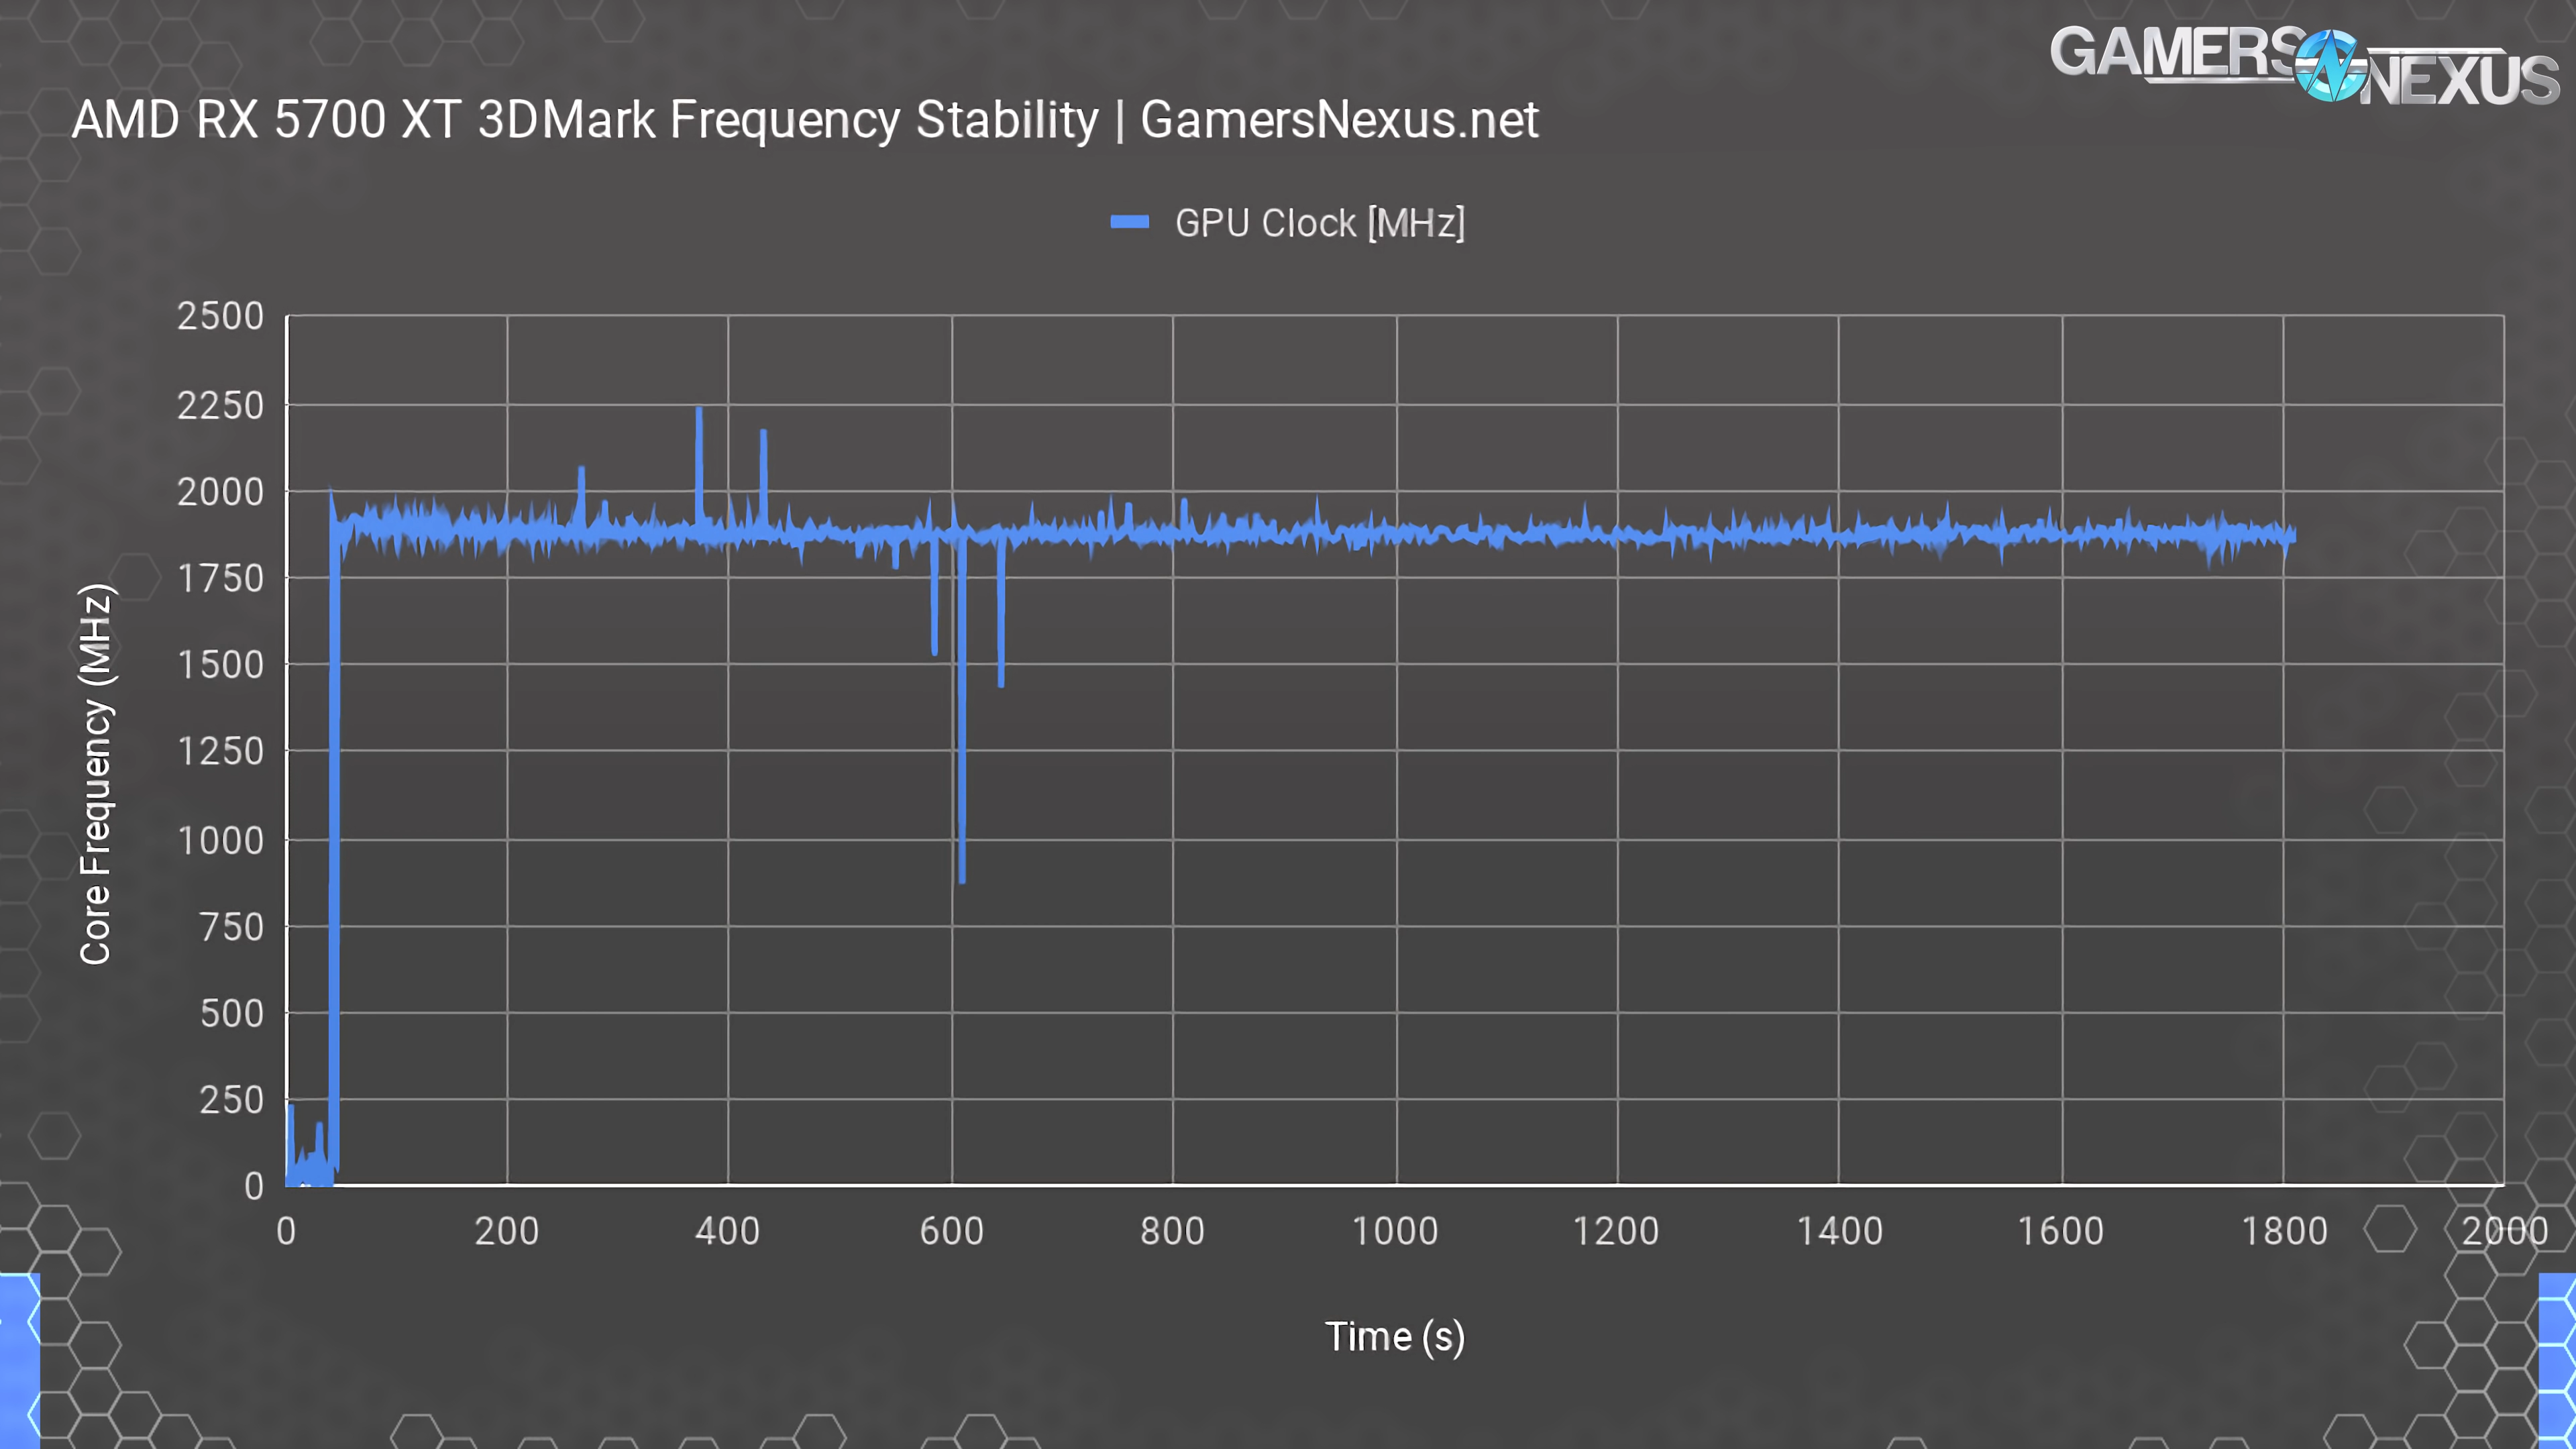 GAMERS NEXUS
AMD RX 5700 XT 3DMark Frequency Stability | GamersNexus.net
GPU Clock [MHz]
2500
2250
2000
1750
1500
1250
1000
750
500
250
0
Core Frequency (MHz)
0 200 400 600 800 1000 1200 1400 1600 1800 2000
Time (s)